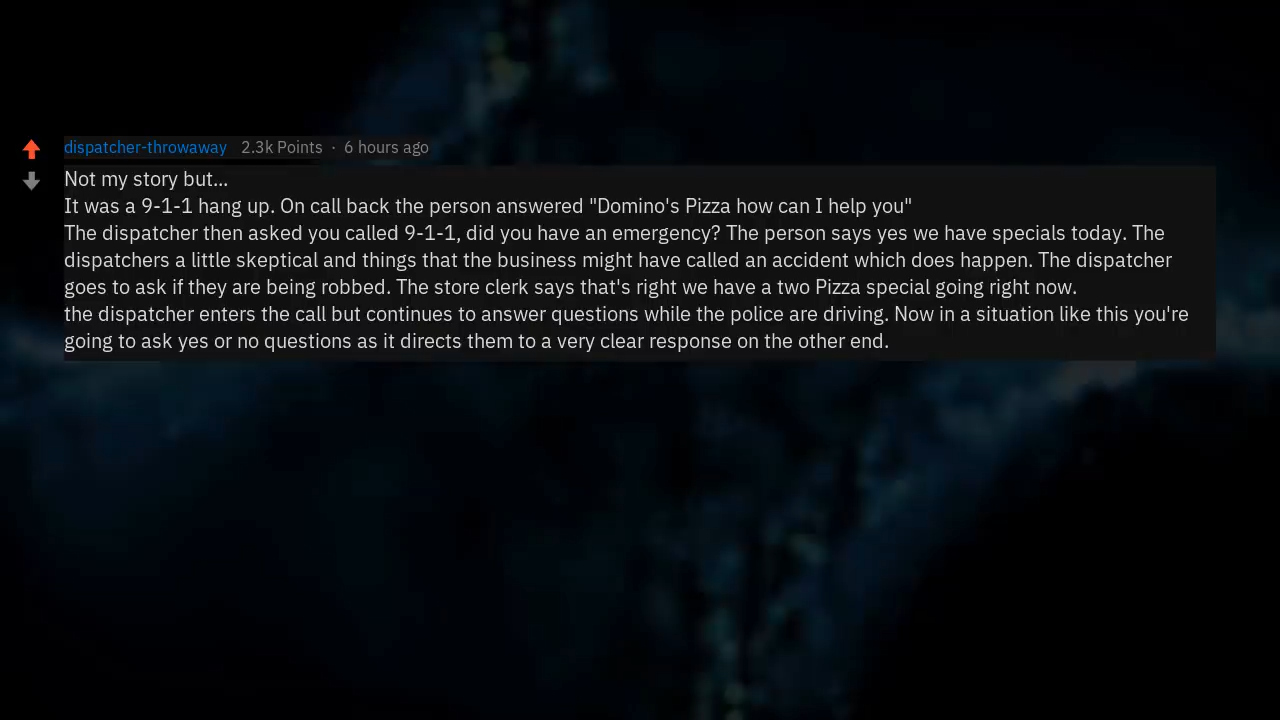 dispatcher-throwaway 2.3k Points · 6 hours ago
Not my story but...
It was a 9-1-1 hang up. On call back the person answered "Domino's Pizza how can I help you"
The dispatcher then asked you called 9-1-1, did you have an emergency? The person says yes we have specials today. The
dispatchers a little skeptical and things that the business might have called an accident which does happen. The dispatcher
goes to ask if they are being robbed. The store clerk says that's right we have a two Pizza special going right now.
the dispatcher enters the call but continues to answer questions while the police are driving. Now in a situation like this you're
going to ask yes or no questions as it directs them to a very clear response on the other end.